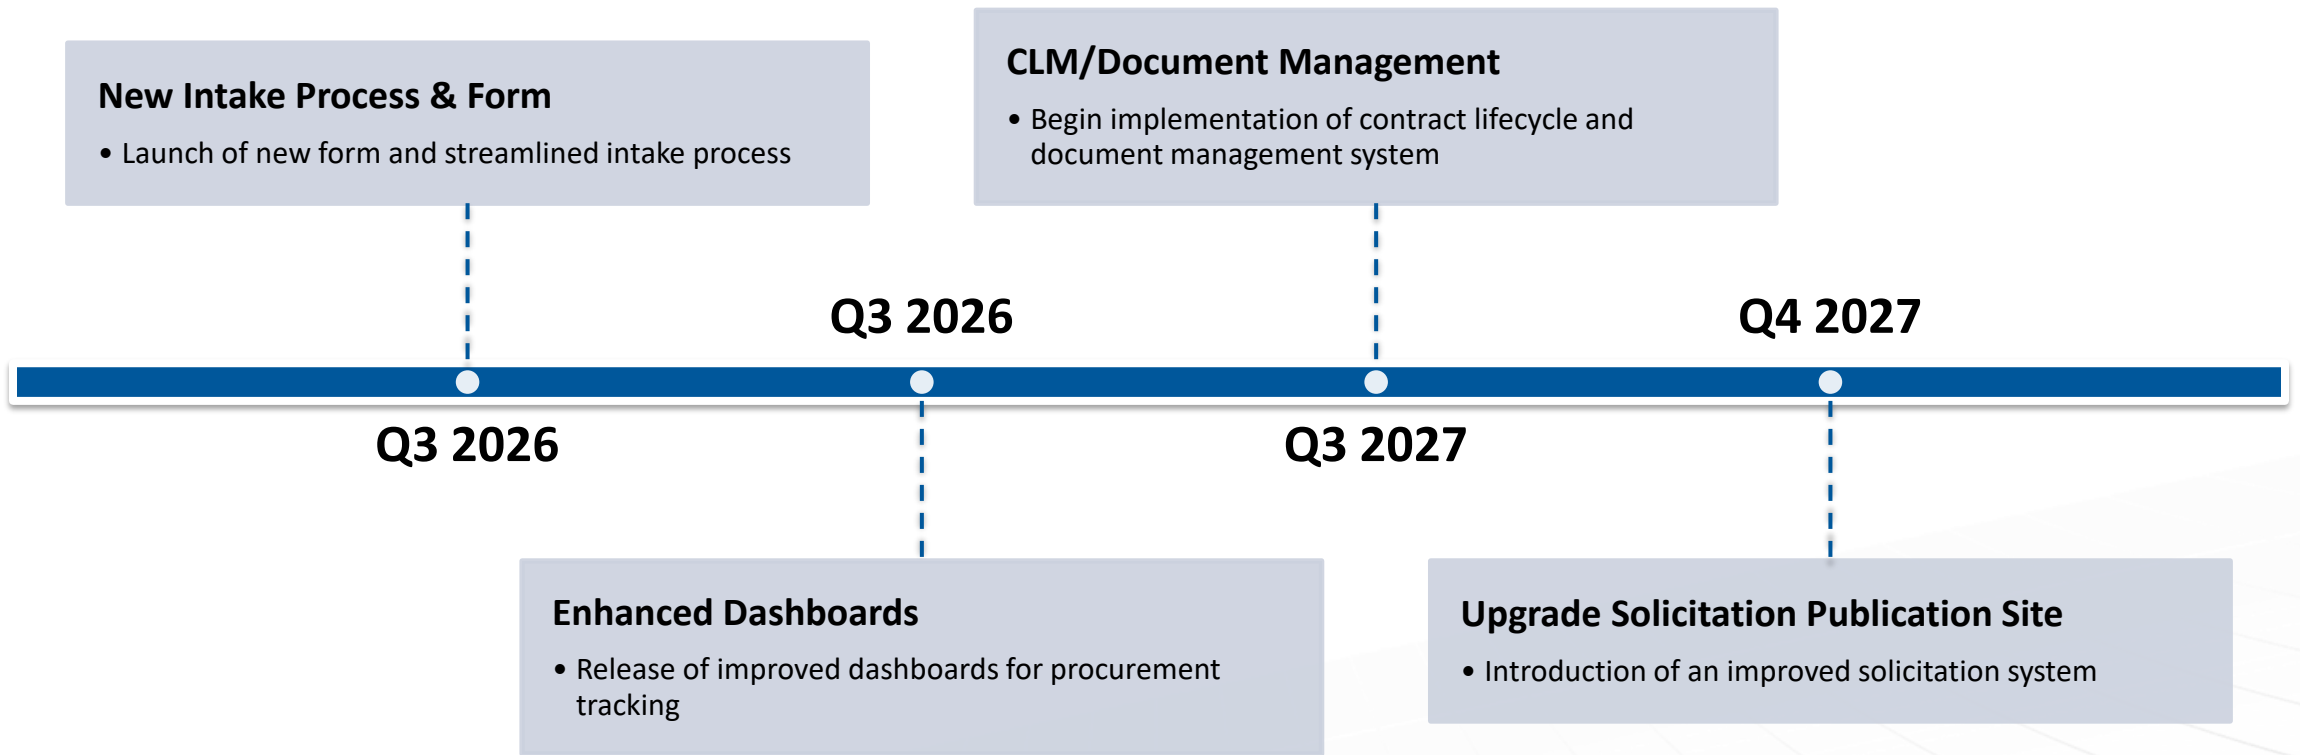 New Intake Process & Form
• Launch of new form and streamlined intake process
CLM/Document Management
• Begin implementation of contract lifecycle and
document management system
Q3 2026
Q4 2027
Q3 2026
Q3 2027
Enhanced Dashboards
• Release of improved dashboards for procurement
tracking
Upgrade Solicitation Publication Site
• Introduction of an improved solicitation system